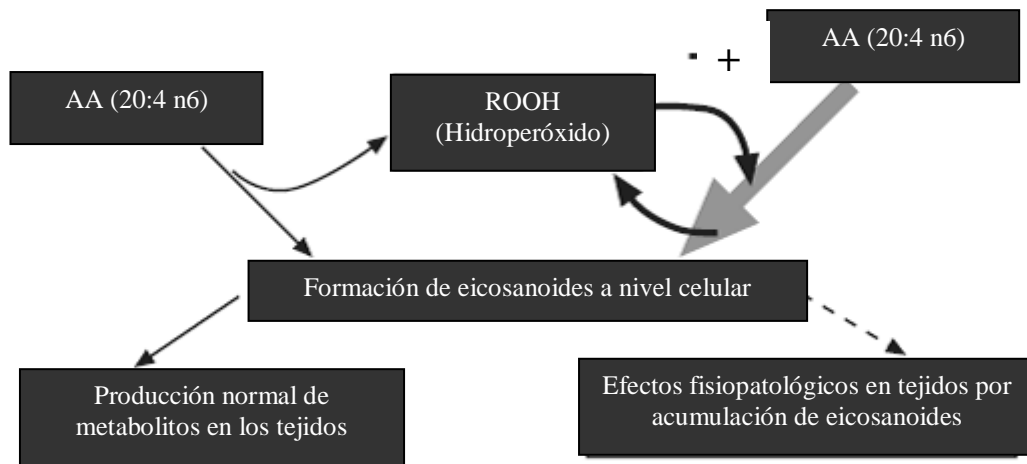 AA (20:4 n6)
ROOH
(Hidroperóxido)
· +
AA (20:4 n6)
Formación de eicosanoides a nivel celular
Producción normal de
metabolitos en los tejidos
Efectos fisiopatológicos en tejidos por
acumulación de eicosanoides